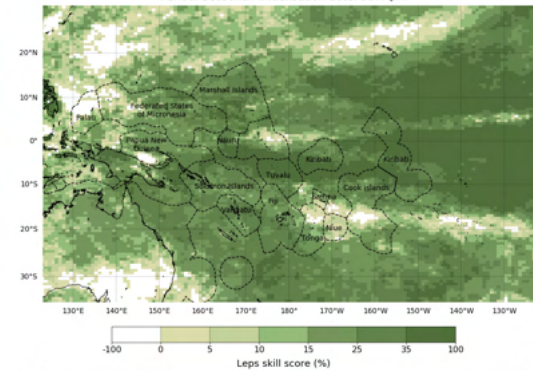 20°N
Marshall Islands
10°N
Federated States
of Micronesia
Palau
0°
Papua New
Nauru
Kiribati
Kiribati
Tuvalu
10°S
Solomon Islands
Cook Islands
Fiji
Vanuatu
20°S
Niue
Tonga
30°S
130°E 140°E 150°E 160°E 170°E 180° 170°W 160°W 150°W 140°W 130°W
-100 0 5 10 15 25 35 100
Leps skill score (%)